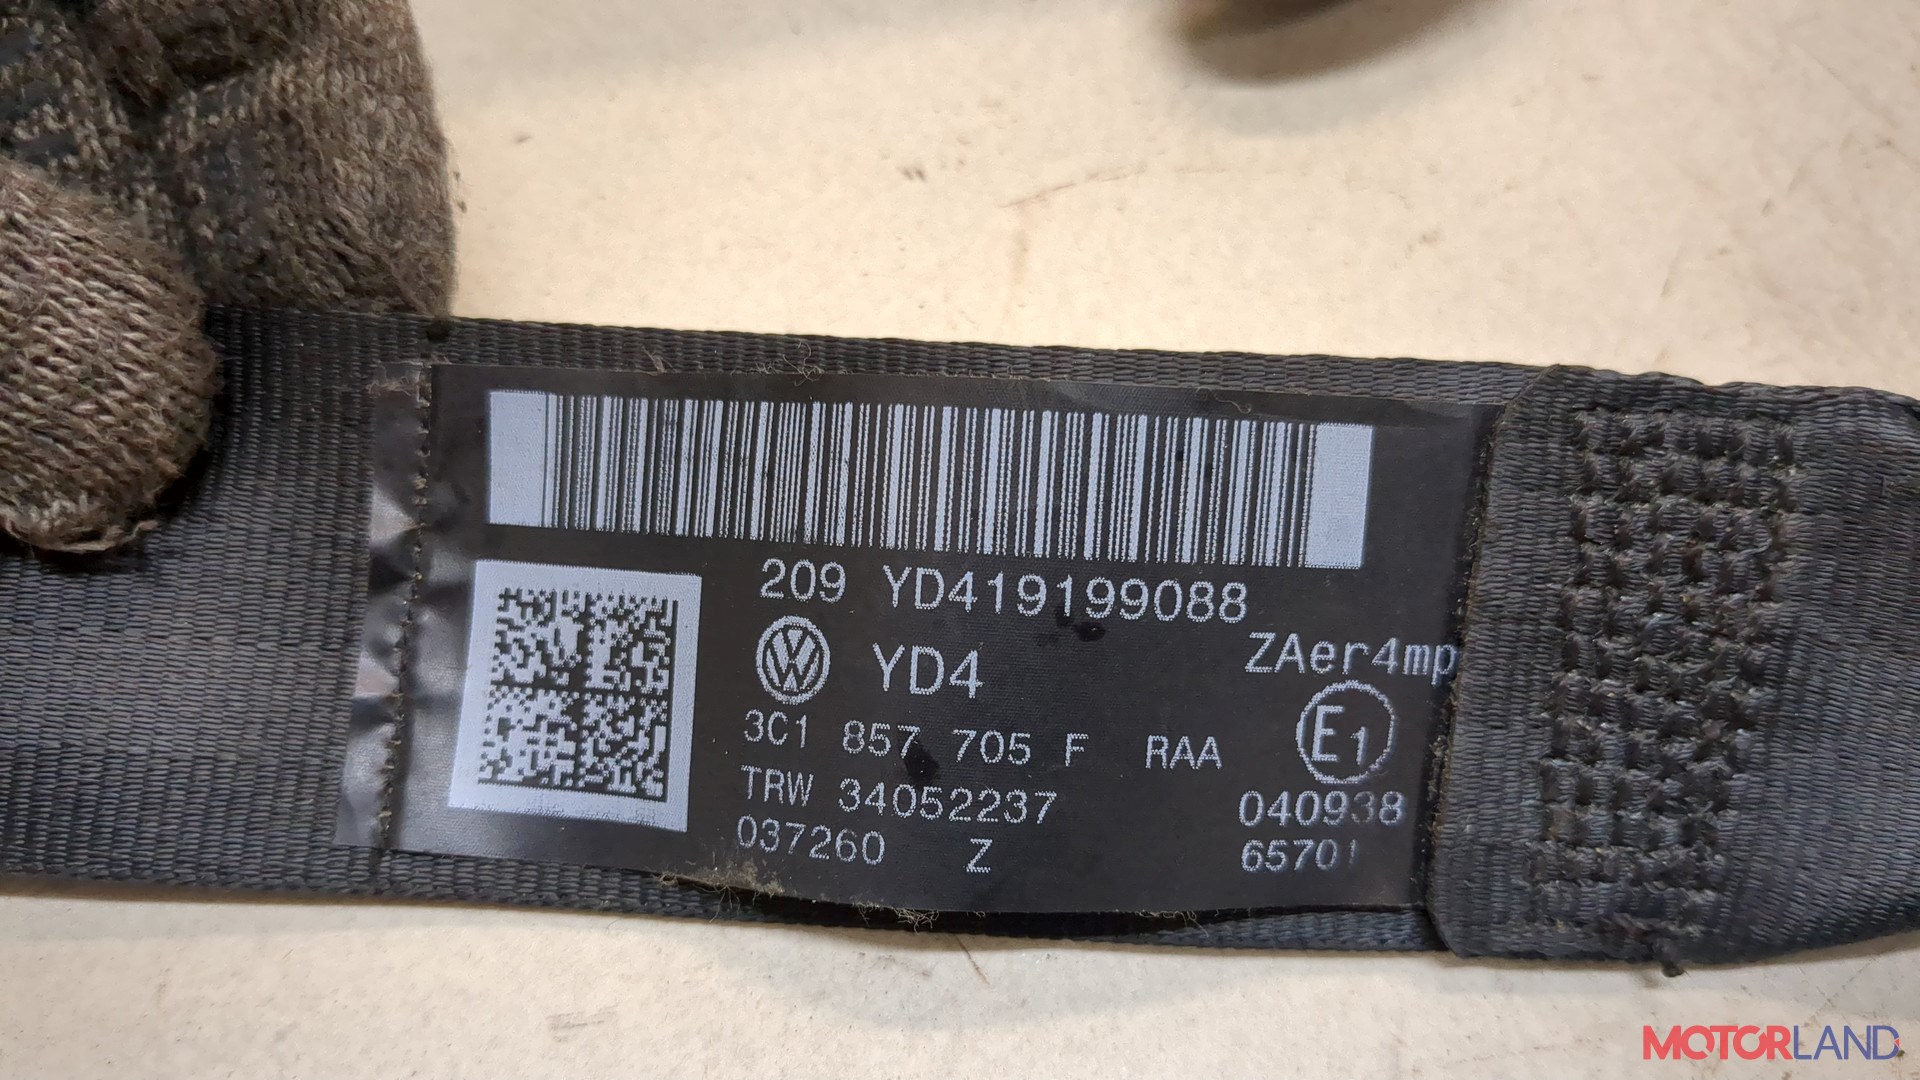 209 YD419199088
YD4
ZAer4mp
3C1 857 705 F RAA
E1
TRW 34052237
040938
037260 Z
65701
MOTORLAND